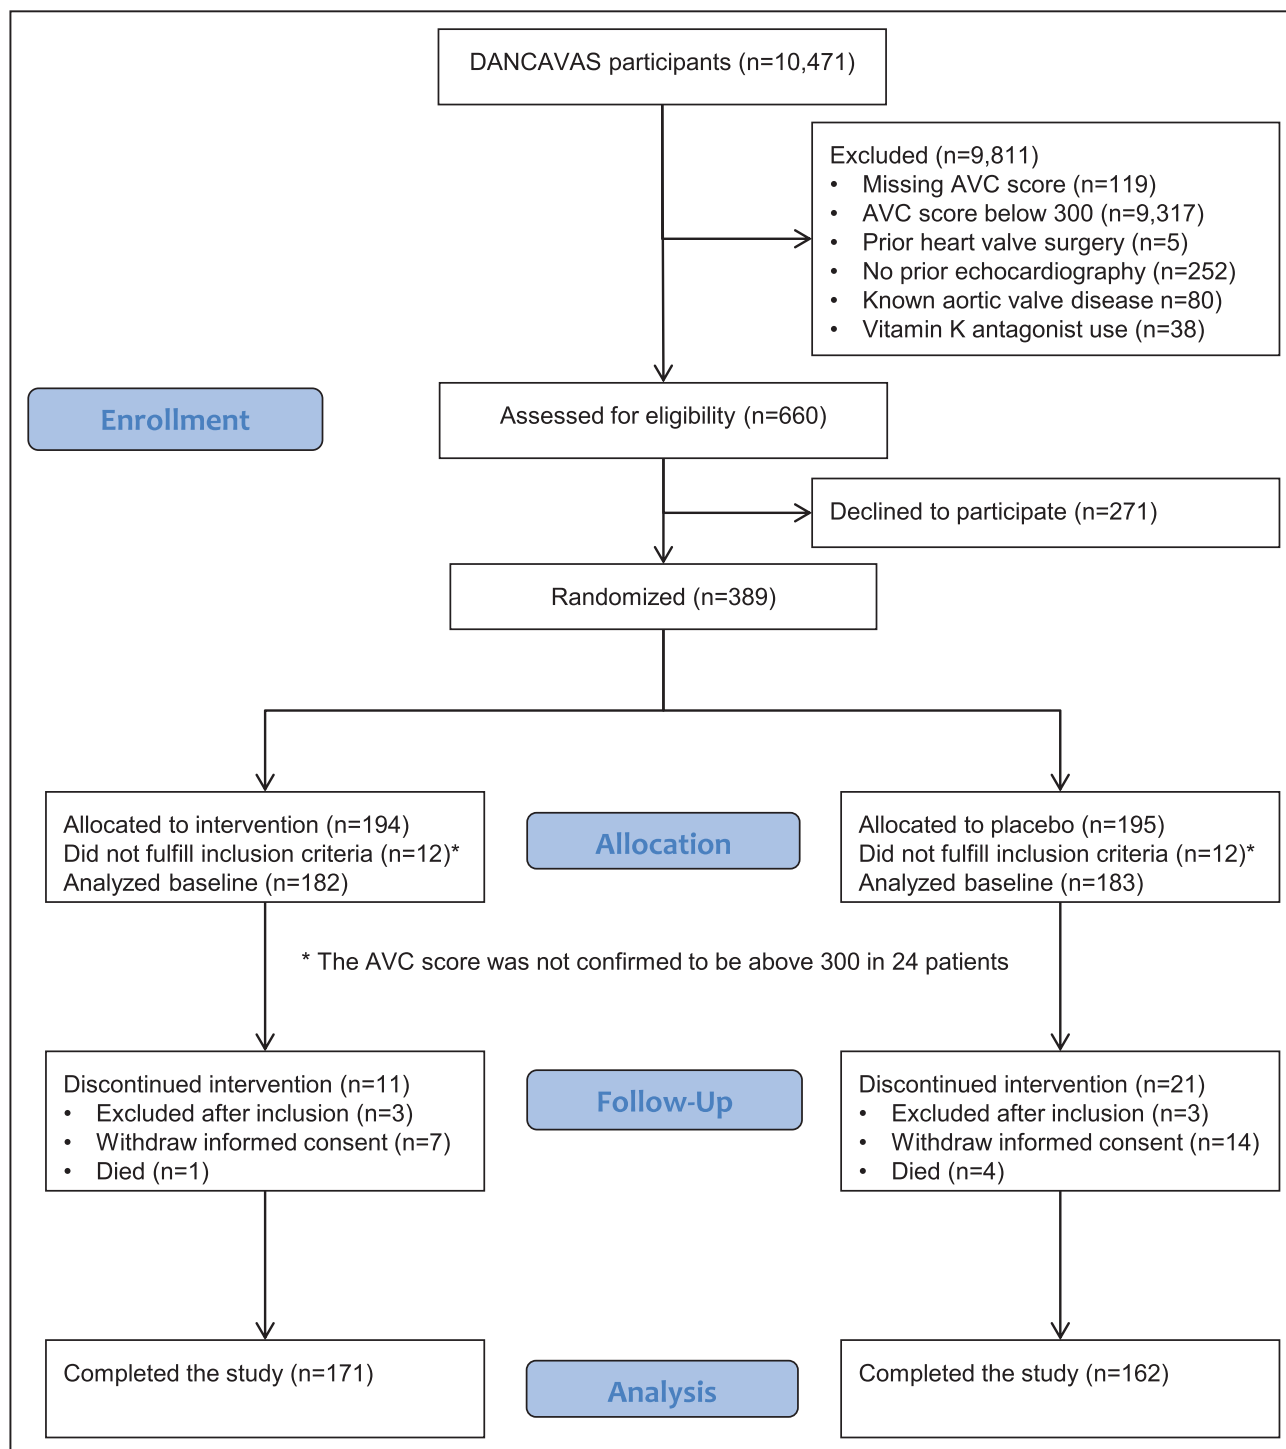 DANCAVAS participants (n=10,471)
Excluded (n=9,811)
• Missing AVC score (n=119)
• AVC score below 300 (n=9,317)
• Prior heart valve surgery (n=5)
• No prior echocardiography (n=252)
• Known aortic valve disease n=80)
• Vitamin K antagonist use (n=38)
Enrollment
Assessed for eligibility (n=660)
Declined to participate (n=271)
Randomized (n=389)
Allocated to intervention (n=194)
Did not fulfill inclusion criteria (n=12)*
Analyzed baseline (n=182)
Allocation
Allocated to placebo (n=195)
Did not fulfill inclusion criteria (n=12)*
Analyzed baseline (n=183)
* The AVC score was not confirmed to be above 300 in 24 patients
Discontinued intervention (n=11)
• Excluded after inclusion (n=3)
• Withdraw informed consent (n=7)
• Died (n=1)
Follow-Up
Discontinued intervention (n=21)
• Excluded after inclusion (n=3)
• Withdraw informed consent (n=14)
• Died (n=4)
Completed the study (n=171)
Analysis
Completed the study (n=162)